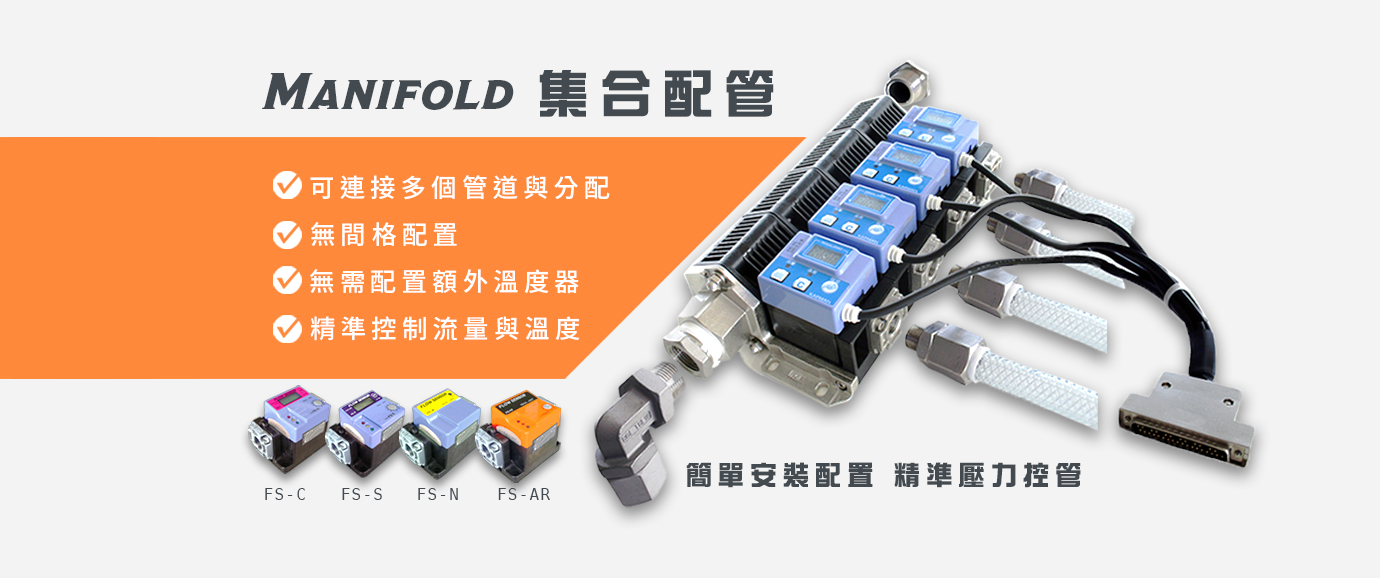 MANIFOLD 集合配管
可連接多個管道與分配
無間格配置
無需配置額外溫度器
精準控制流量與溫度
FS-C FS-S FS-N FS-AR
簡單安裝配置 精準壓力控管